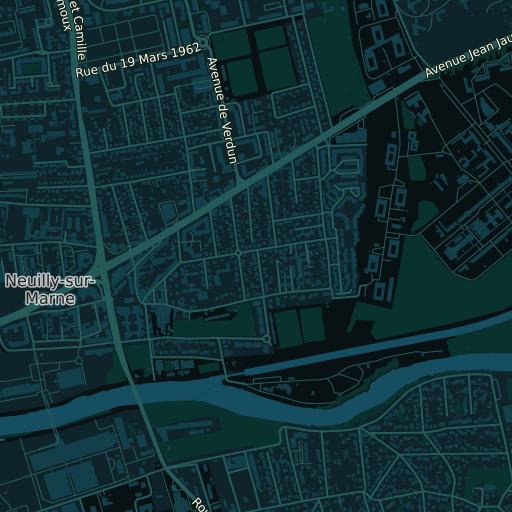 et Camille
Rue du 19 Mars 1962
Avenue de Verdun
Avenue Jean Jau
Neuilly-sur-
Marne